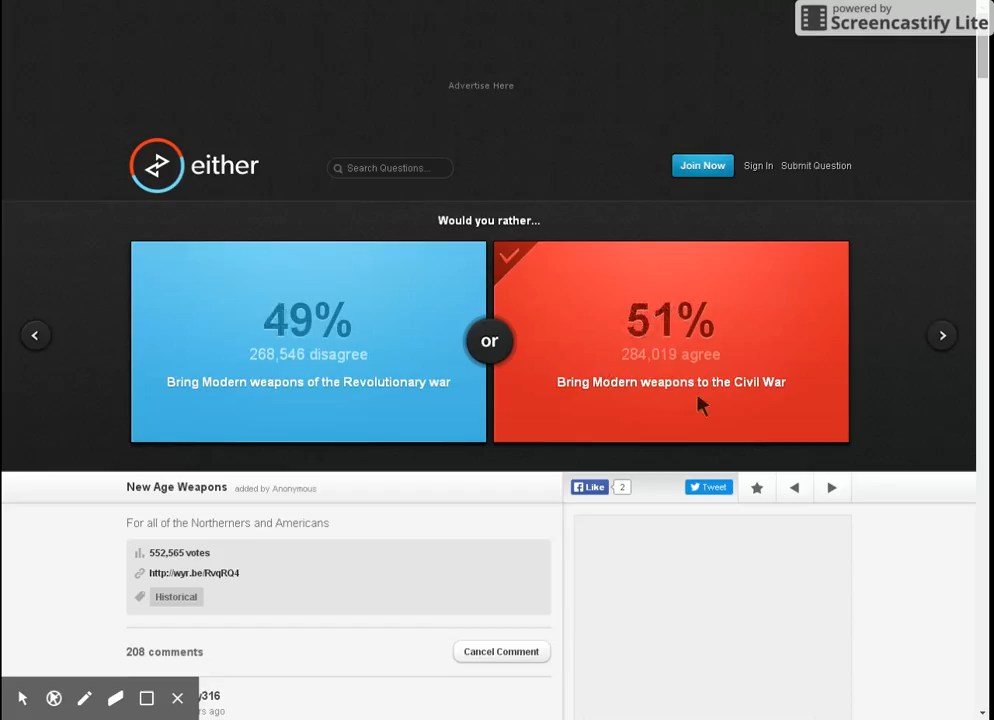 powered by
Screencastify Lite
Advertise Here
either
Search Questions...
Join Now
Sign In
Submit Question
Would you rather...
49%
268,546 disagree
Bring Modern weapons of the Revolutionary war
or
51%
284,019 agree
Bring Modern weapons to the Civil War
New Age Weapons added by Anonymous
Like 2
Tweet
For all of the Northerners and Americans
552,565 votes
http://wyr.be/RvqRQ4
Historical
208 comments
Cancel Comment
y316
rs ago